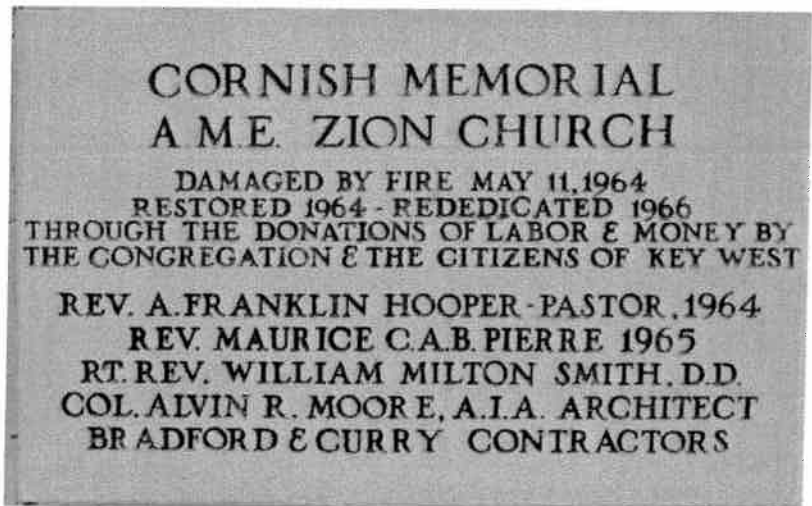 CORNISH MEMORIAL
A.M.E. ZION CHURCH
DAMAGED BY FIRE MAY 11, 1964
RESTORED 1964 - REDEDICATED 1966
THROUGH THE DONATIONS OF LABOR & MONEY BY
THE CONGREGATION & THE CITIZENS OF KEY WEST
REV. A. FRANKLIN HOOPER - PASTOR, 1964
REV. MAURICE C.A.B. PIERRE 1965
RT. REV. WILLIAM MILTON SMITH, D.D.
COL. ALVIN R. MOORE, A.I.A. ARCHITECT
BRADFORD & CURRY CONTRACTORS